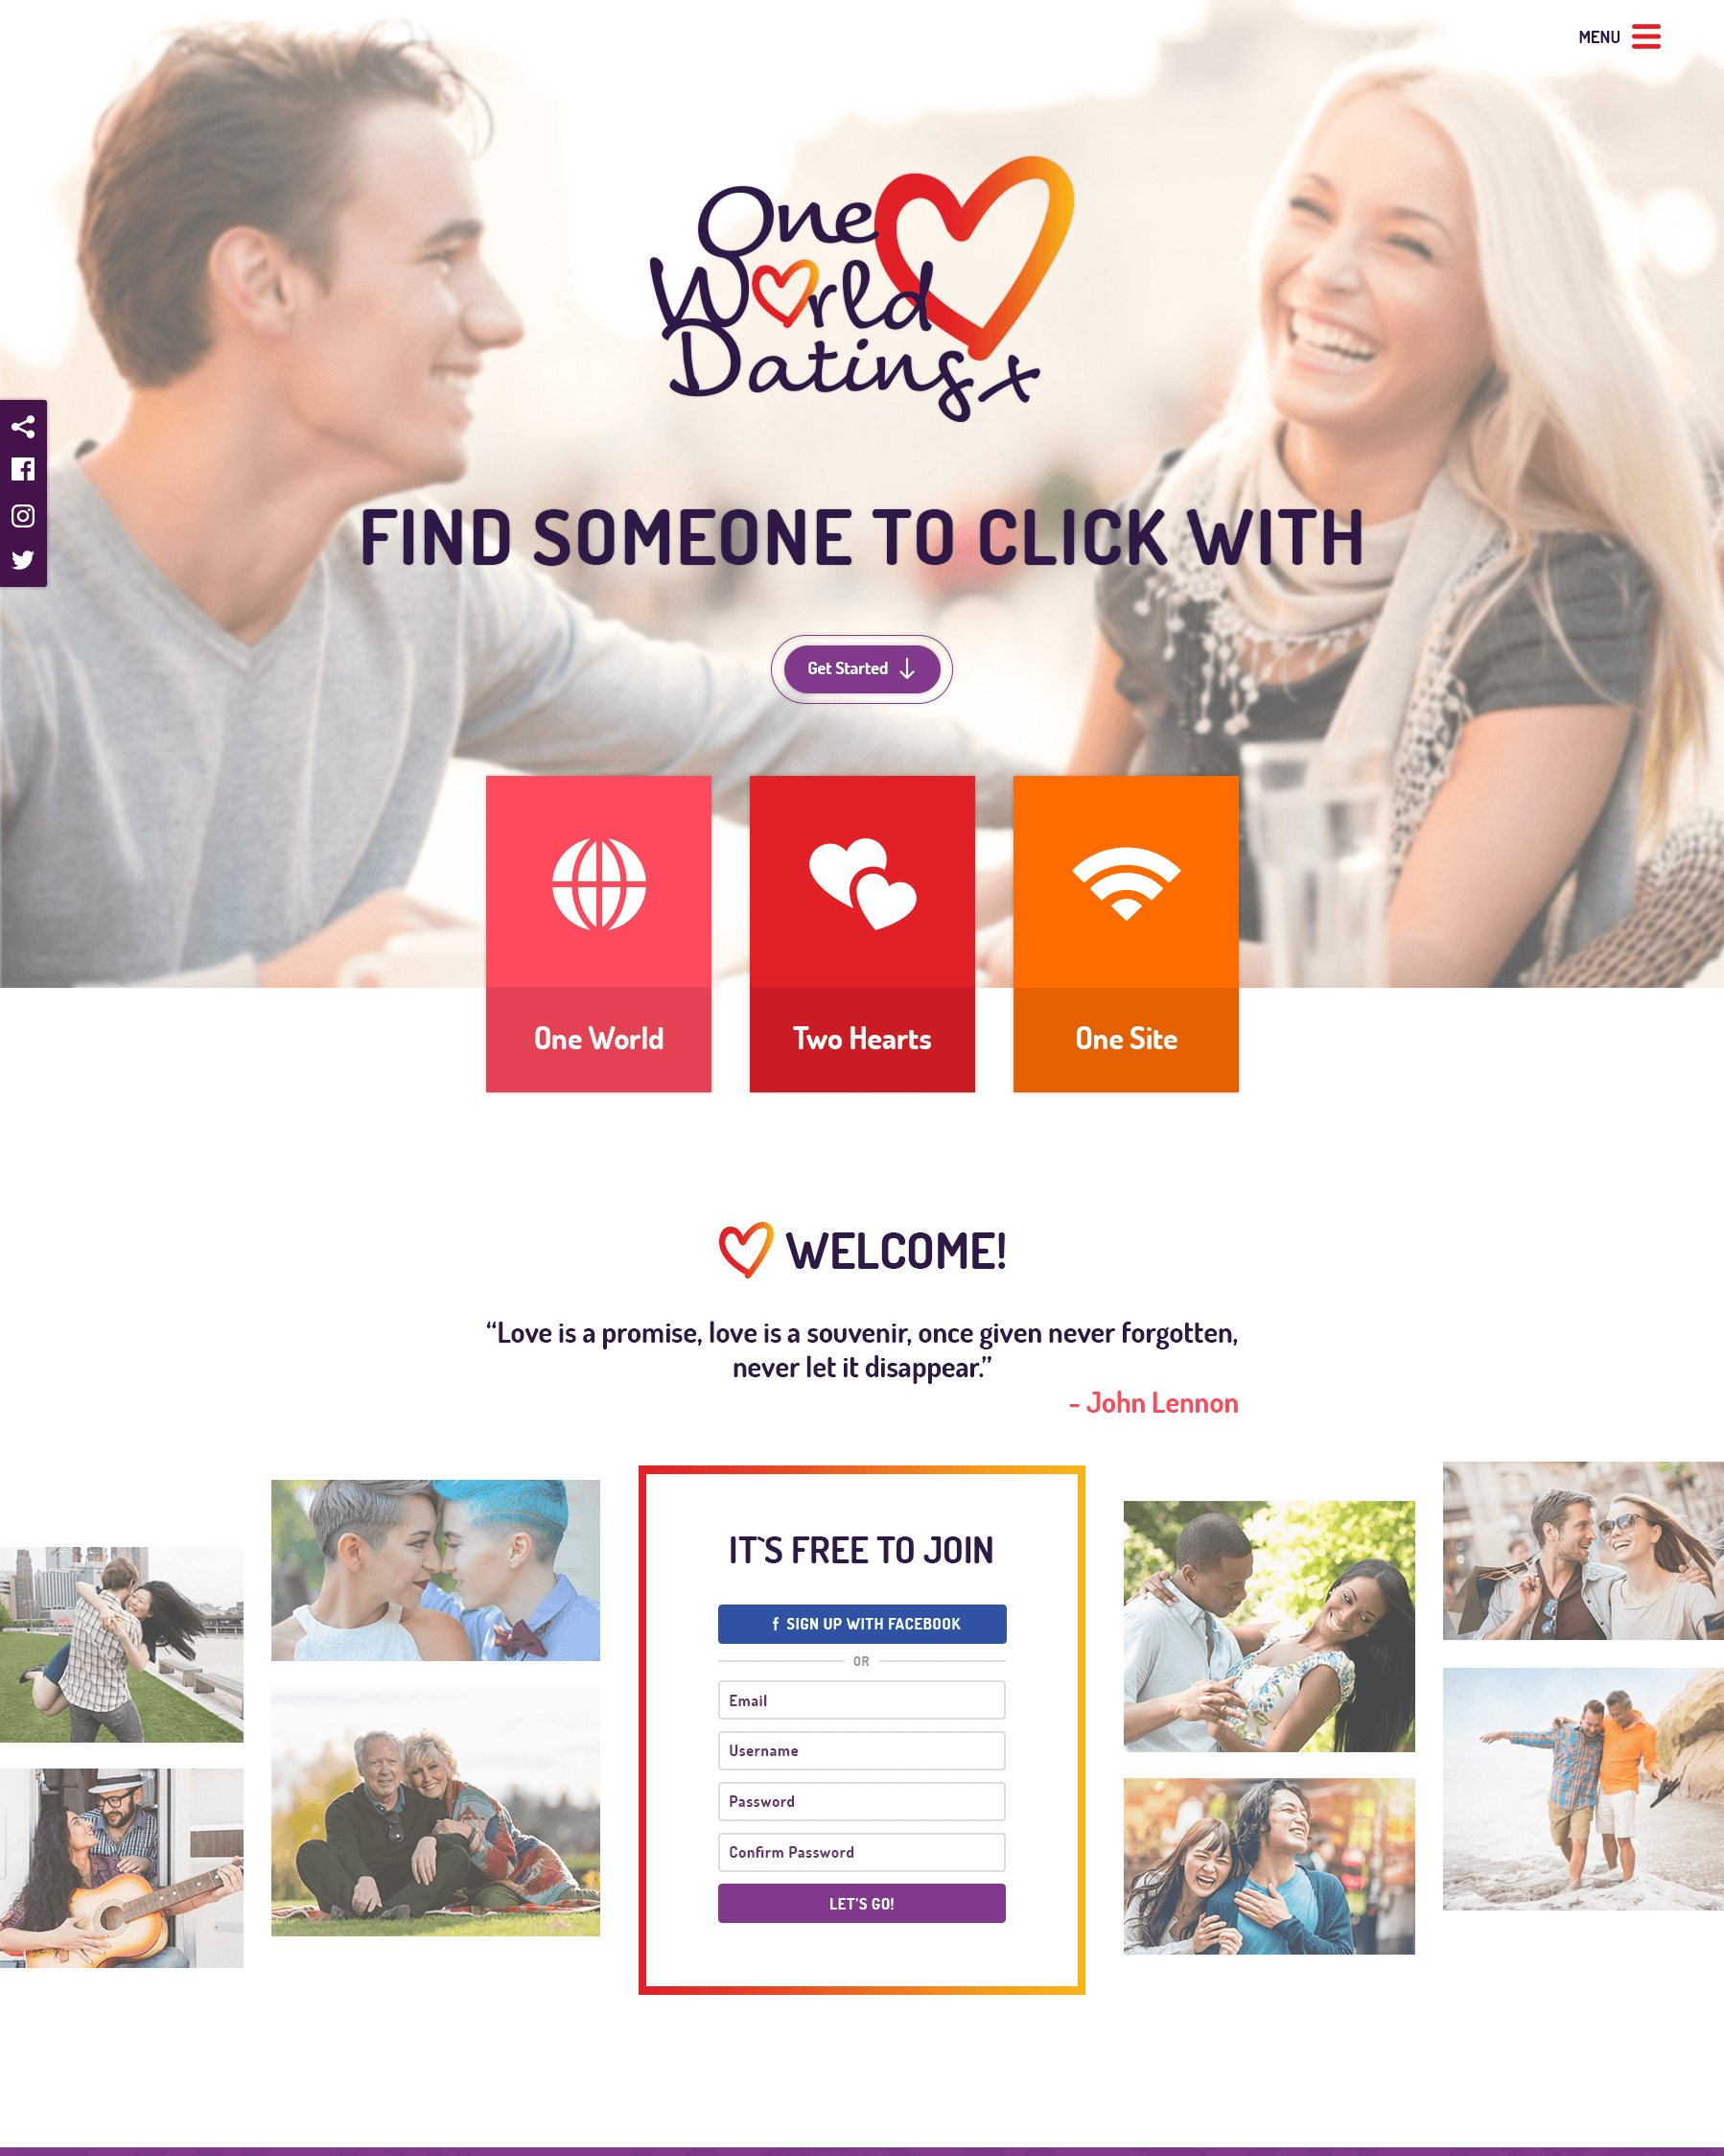 MENU
One
World
Dating x
FIND SOMEONE TO CLICK WITH
Get Started
One World
Two Hearts
One Site
WELCOME!
“Love is a promise, love is a souvenir, once given never forgotten,
never let it disappear.”
- John Lennon
IT`S FREE TO JOIN
f SIGN UP WITH FACEBOOK
OR
Email
Username
Password
Confirm Password
LET’S GO!